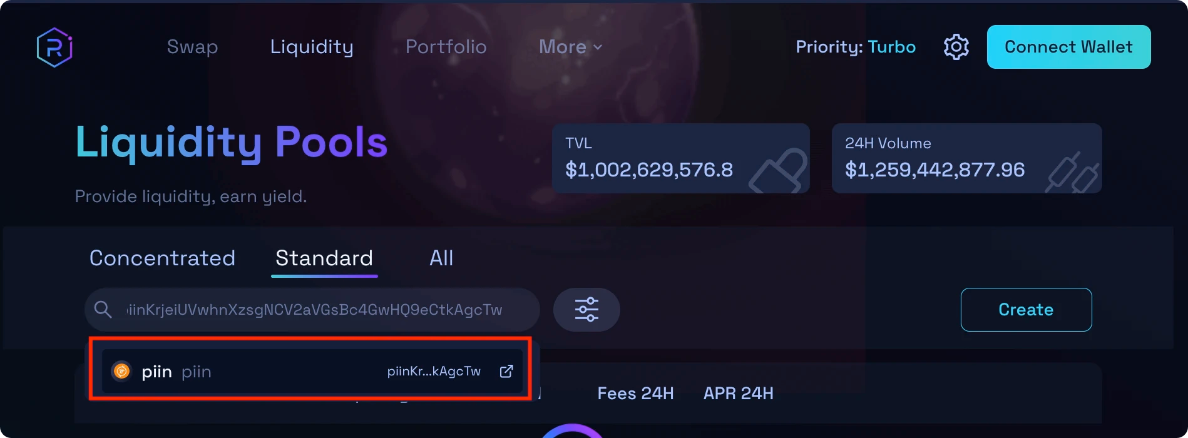 Swap Liquidity Portfolio More Priority: Turbo Connect Wallet
Liquidity Pools
TVL
$1,002,629,576.8
24H Volume
$1,259,442,877.96
Provide liquidity, earn yield.
Concentrated Standard All
iinKrjeiUVwhnXzsgNCV2aVGsBc4GwHQ9eCtkAgcTw
Create
piin piin piinKr...kAgcTw
Fees 24H APR 24H